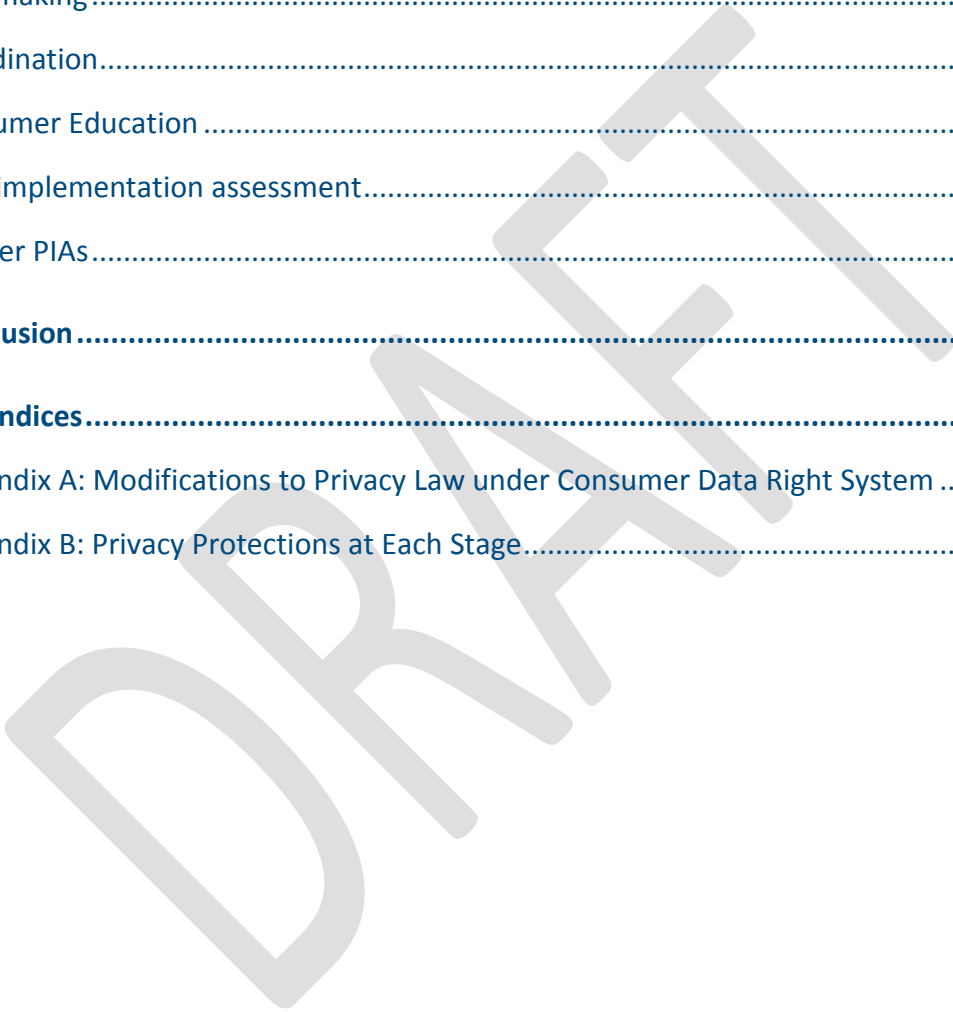 making
dination
umer Education
implementation assessment
er PIAs
usion
ndices
ndix A: Modifications to Privacy Law under Consumer Data Right System
ndix B: Privacy Protections at Each Stage
DRAFT